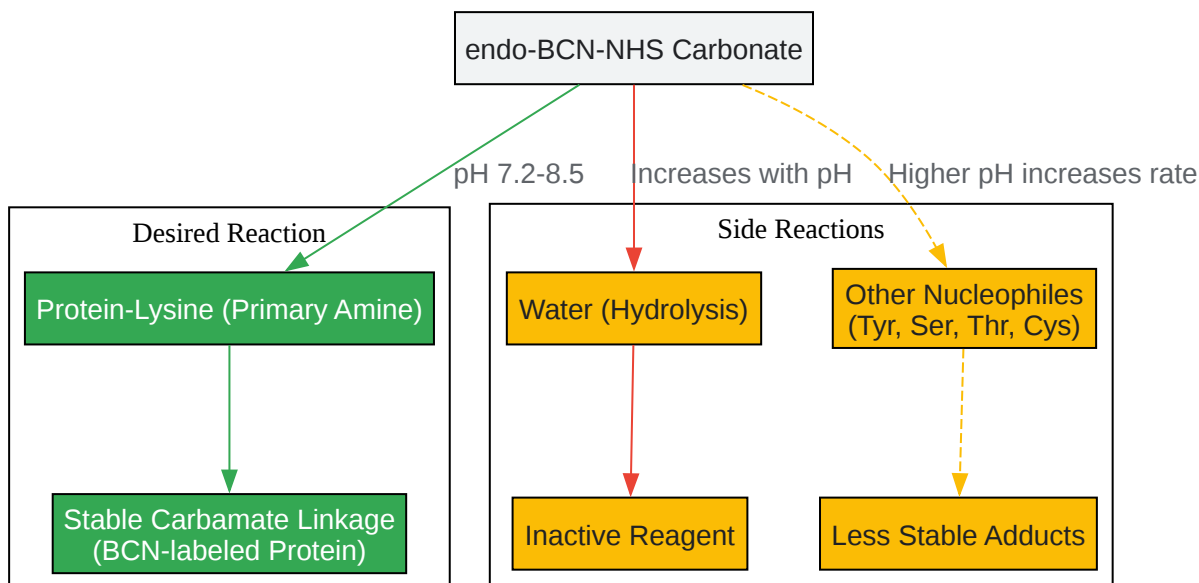 endo-BCN-NHS Carbonate
pH 7.2-8.5
Increases with pH
Higher pH increases rate
Desired Reaction
Protein-Lysine (Primary Amine)
Stable Carbamate Linkage
(BCN-labeled Protein)
Side Reactions
Water (Hydrolysis)
Other Nucleophiles
(Tyr, Ser, Thr, Cys)
Inactive Reagent
Less Stable Adducts